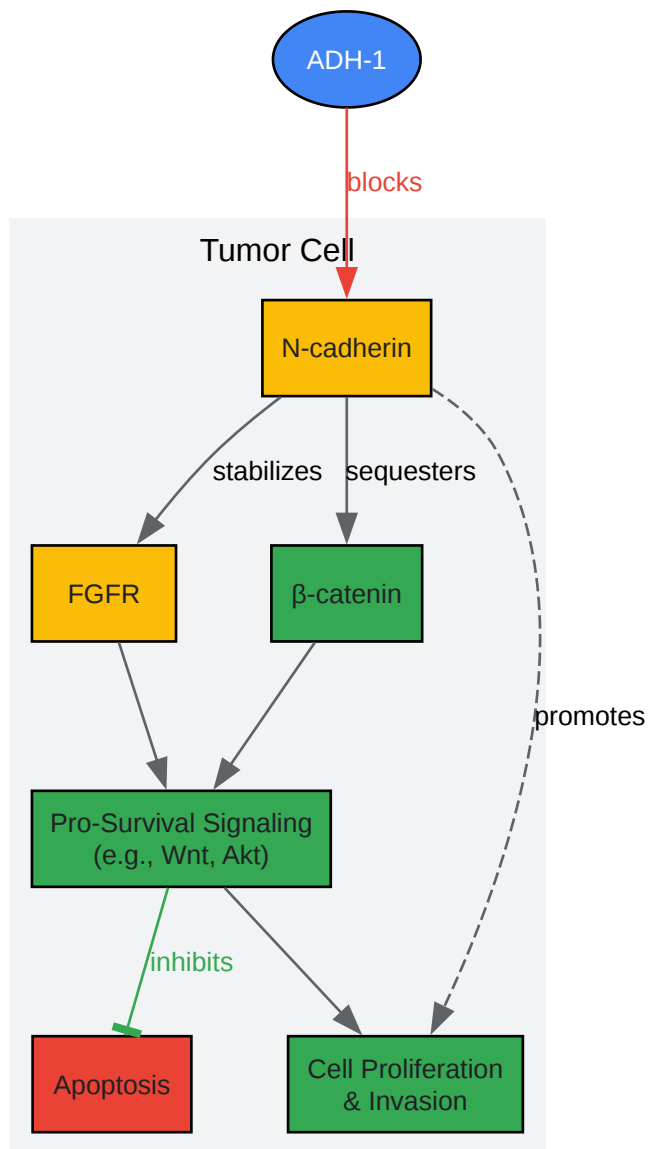 ADH-1
blocks
Tumor Cell
N-cadherin
stabilizes
sequesters
FGFR
β-catenin
promotes
Pro-Survival Signaling
(e.g., Wnt, Akt)
inhibits
Apoptosis
Cell Proliferation
& Invasion